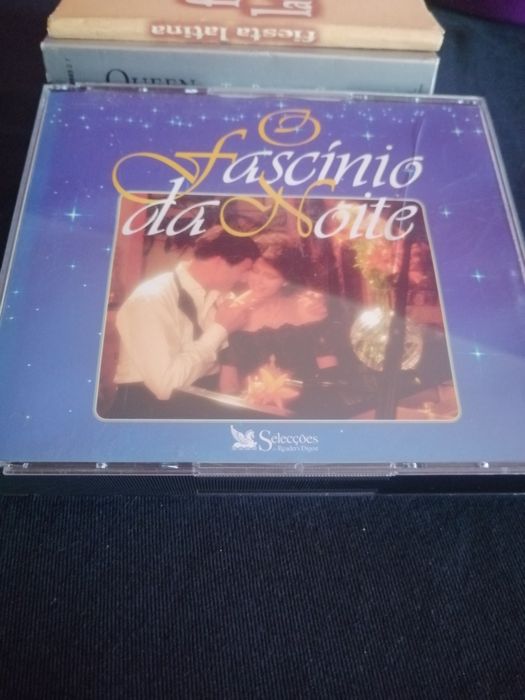 fiesta latina
QUEEN
O
Fascínio
da Noite
Selecções
Reader's Digest